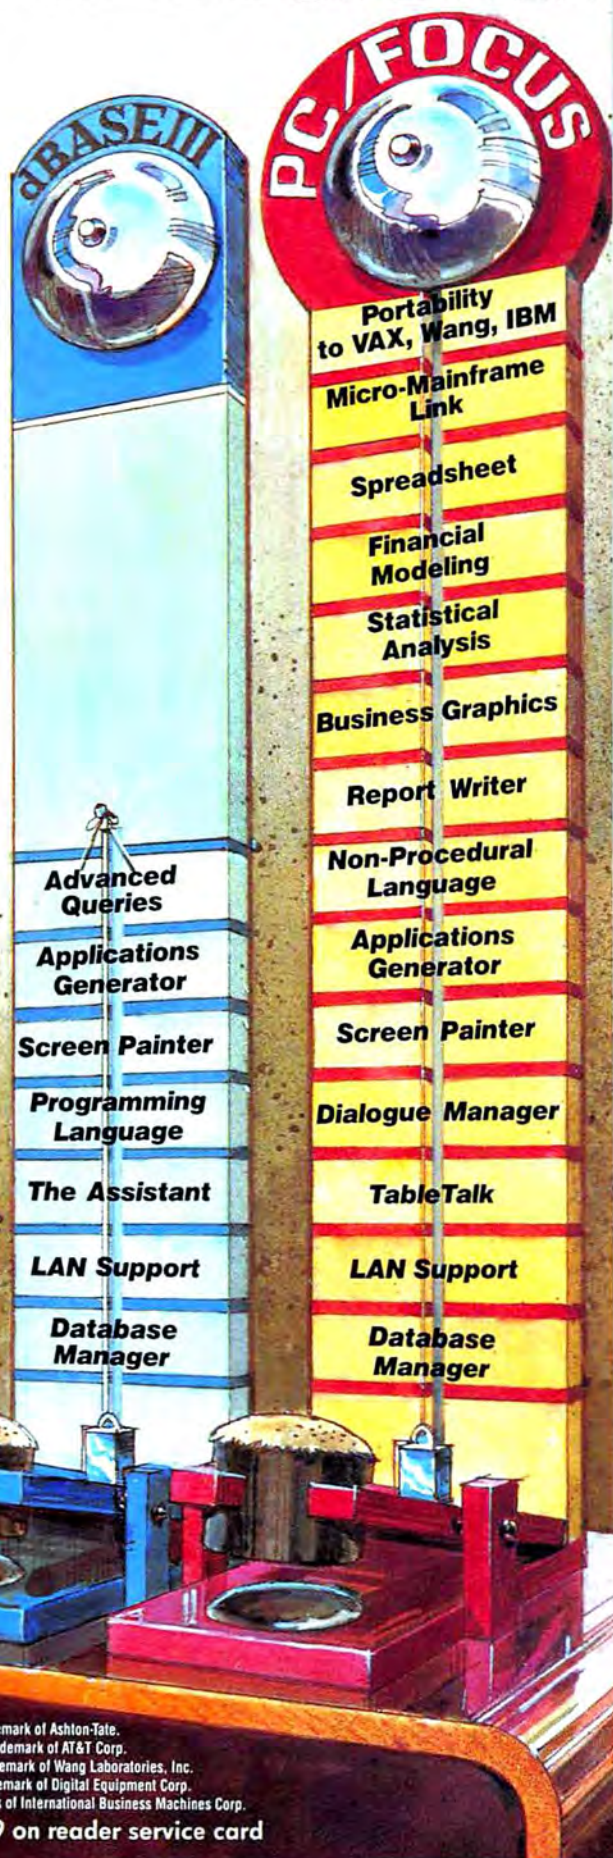 dBASE III
Advanced
Queries
Applications
Generator
Screen Painter
Programming
Language
The Assistant
LAN Support
Database
Manager
PC/FOCUS
Portability
to VAX, Wang, IBM
Micro-Mainframe
Link
Spreadsheet
Financial
Modeling
Statistical
Analysis
Business Graphics
Report Writer
Non-Procedural
Language
Applications
Generator
Screen Painter
Dialogue Manager
TableTalk
LAN Support
Database
Manager
emark of Ashton-Tate.
demark of AT&T Corp.
emark of Wang Laboratories, Inc.
emark of Digital Equipment Corp.
s of International Business Machines Corp.
9 on reader service card